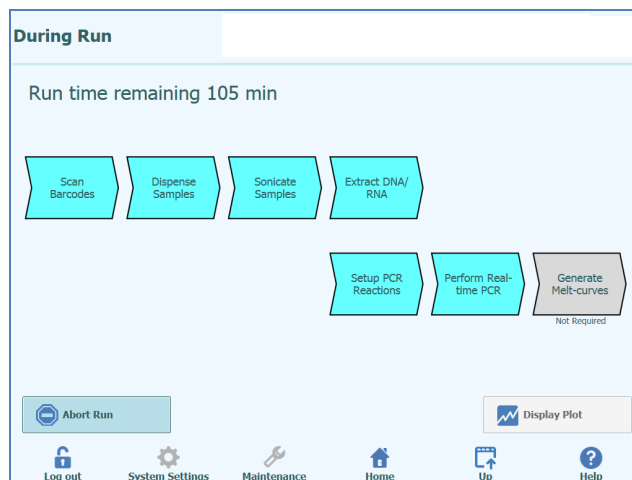 During Run
Run time remaining 105 min
Scan
Barcodes
Dispense
Samples
Sonicate
Samples
Extract DNA/
RNA
Setup PCR
Reactions
Perform Real-
time PCR
Generate
Melt-curves
Not Required
Abort Run
Display Plot
Log out
System Settings
Maintenance
Home
Up
Help